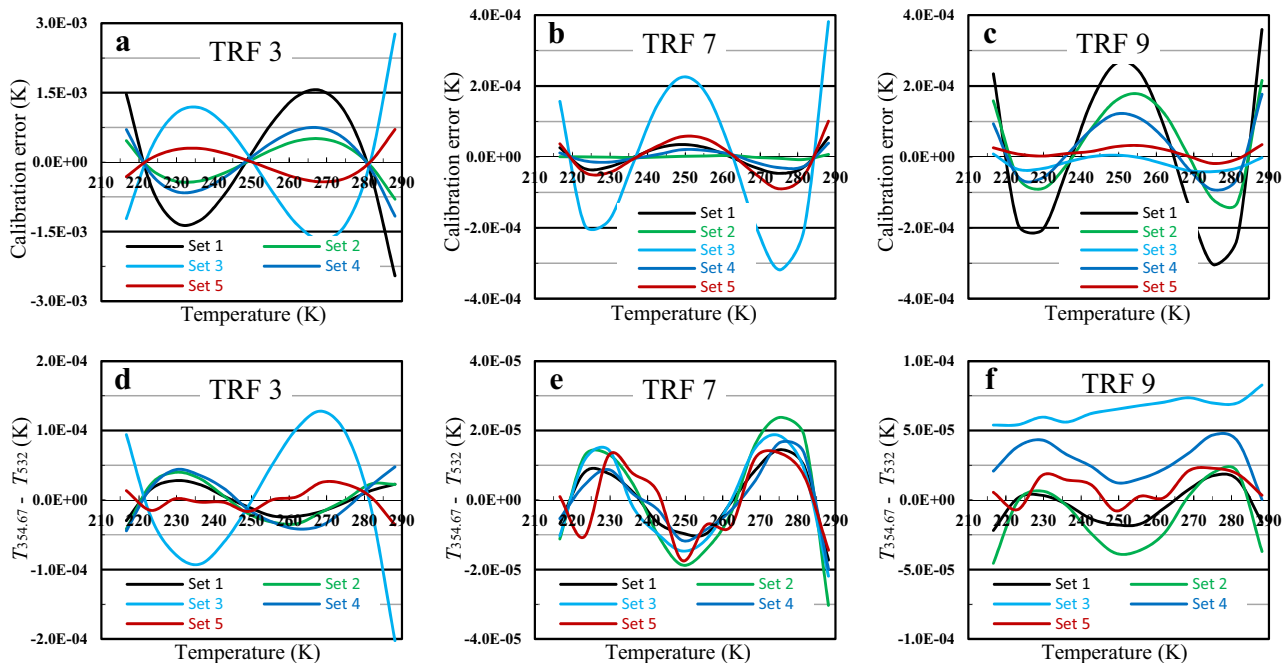 a
TRF 3
Calibration error (K)
3.0E-03
1.5E-03
0.0E+00
-1.5E-03
-3.0E-03
210 220 230 240 250 260 270 280 290
Set 1 Set 2
Set 3 Set 4
Set 5
Temperature (K)
b
TRF 7
Calibration error (K)
4.0E-04
2.0E-04
0.0E+00
-2.0E-04
-4.0E-04
210 220 230 240 250 260 270 280 290
Set 1
Set 2
Set 3
Set 4
Set 5
Temperature (K)
c
TRF 9
Calibration error (K)
4.0E-04
2.0E-04
0.0E+00
-2.0E-04
-4.0E-04
210 220 230 240 250 260 270 280 290
Set 1
Set 2
Set 3
Set 4
Set 5
Temperature (K)
d
TRF 3
T354.67 - T532 (K)
2.0E-04
1.0E-04
0.0E+00
-1.0E-04
-2.0E-04
210 220 230 240 250 260 270 280 290
Set 1 Set 2
Set 3 Set 4
Set 5
Temperature (K)
e
TRF 7
T354.67 - T532 (K)
4.0E-05
2.0E-05
0.0E+00
-2.0E-05
-4.0E-05
210 220 230 240 250 260 270 280 290
Set 1 Set 2
Set 3 Set 4
Set 5
Temperature (K)
f
TRF 9
T354.67 - T532 (K)
1.0E-04
5.0E-05
0.0E+00
-5.0E-05
-1.0E-04
210 220 230 240 250 260 270 280 290
Set 1 Set 2
Set 3 Set 4
Set 5
Temperature (K)